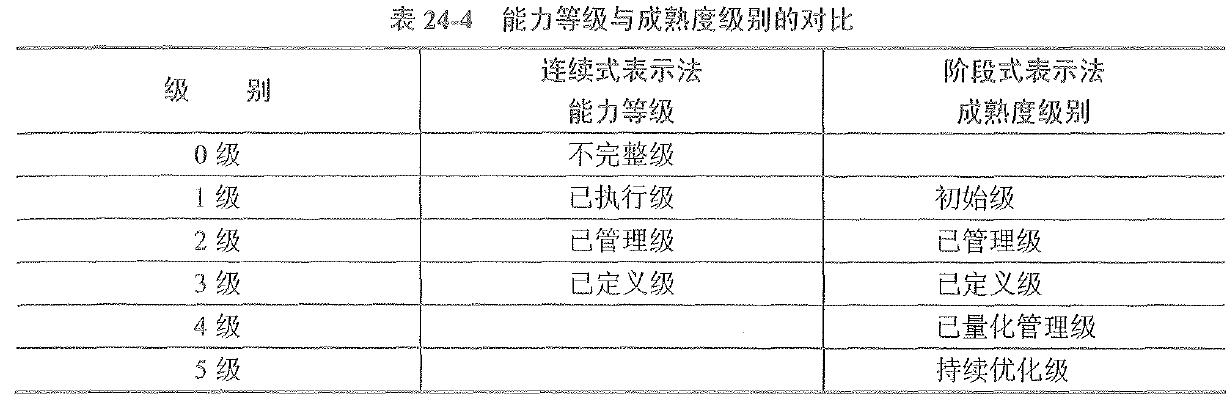 表 24-4 能力等级与成熟度级别的对比
级 别 连续式表示法 阶段式表示法
能力等级 成熟度级别
0 级 不完整级
1 级 已执行级 初始级
2 级 已管理级 已管理级
3 级 已定义级 已定义级
4 级 已量化管理级
5 级 持续优化级